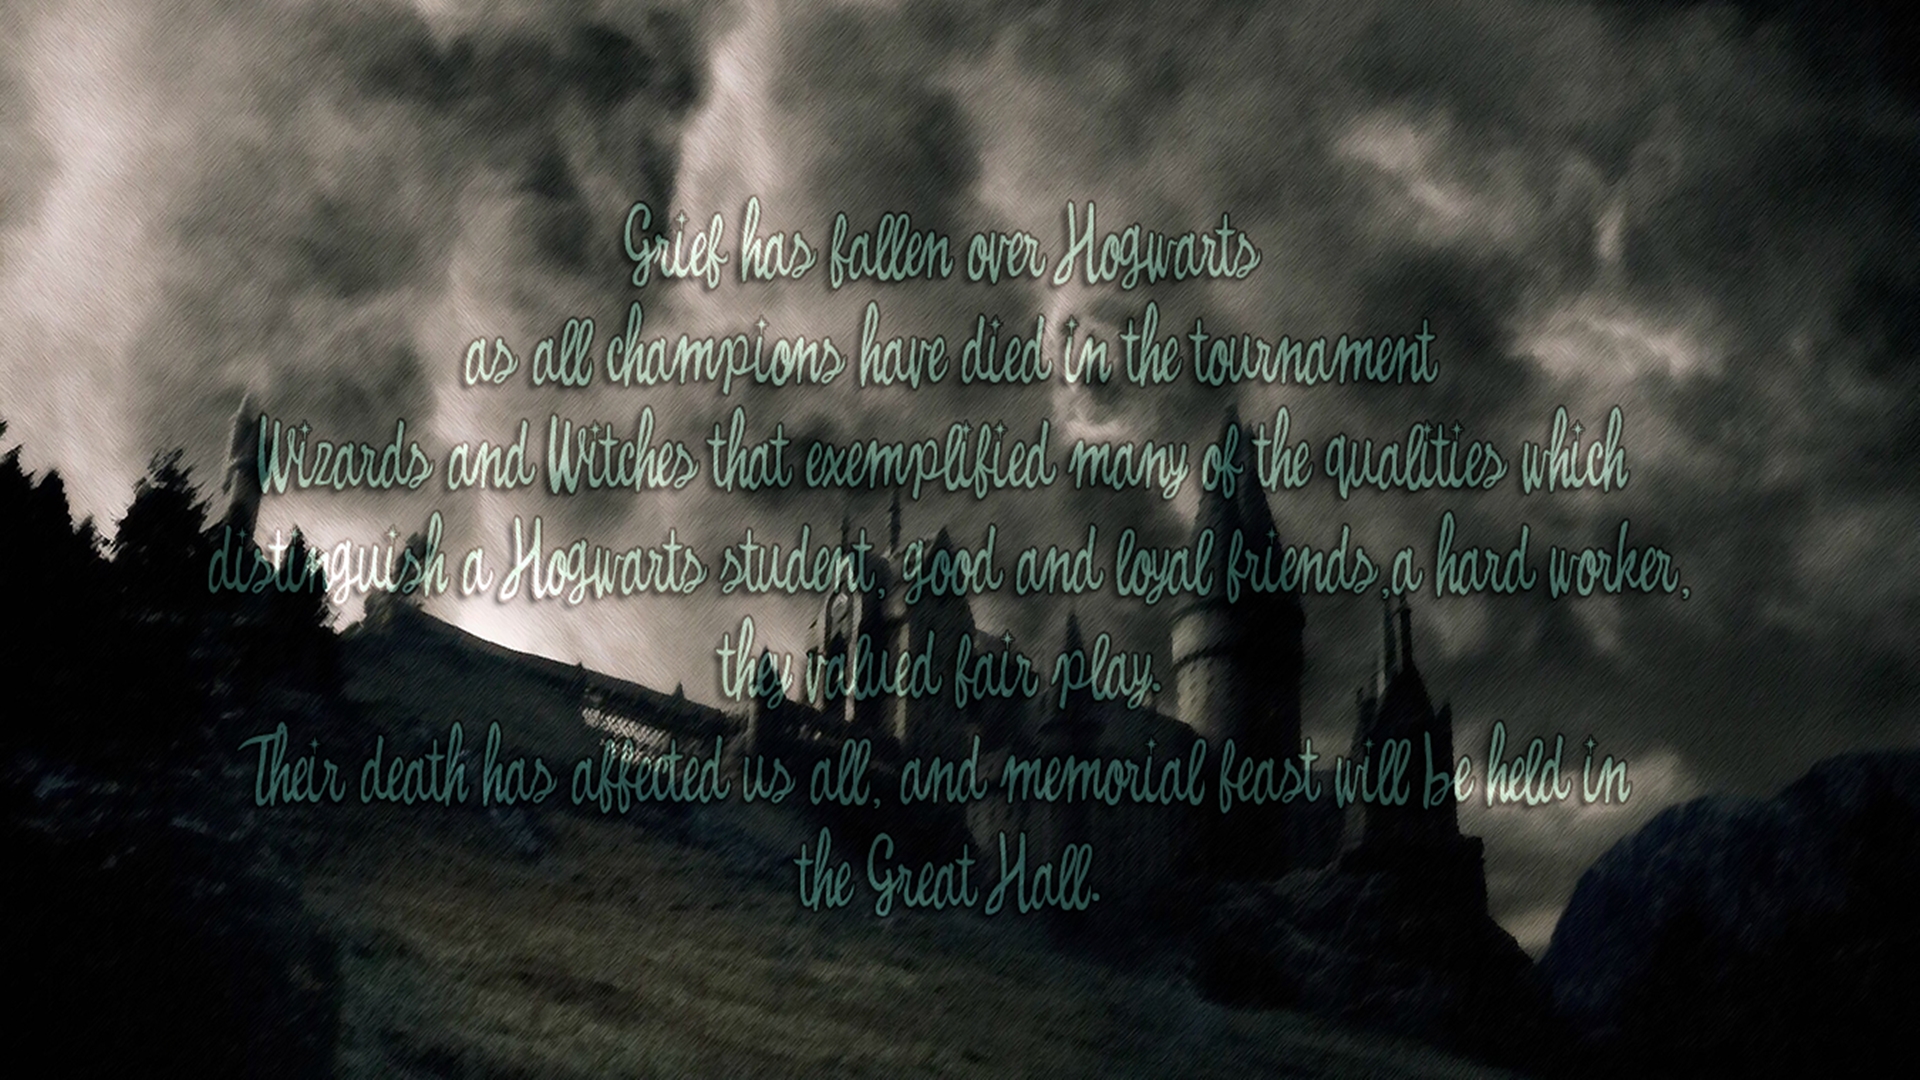 Grief has fallen over Hogwarts
as all champions have died in the tournament
Wizards and Witches that exemplified many of the qualities which
distinguish a Hogwarts student, good and loyal friends,a hard worker,
they valued fair play.
Their death has affected us all, and memorial feast will be held in
the Great Hall.